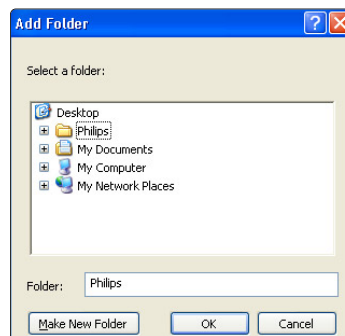 Add Folder
Select a folder:
Desktop
Philips
My Documents
My Computer
My Network Places
Folder: Philips
Make New Folder OK Cancel